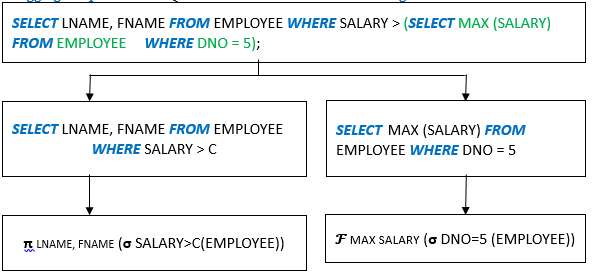 SELECT LNAME, FNAME FROM EMPLOYEE WHERE SALARY > (SELECT MAX (SALARY)
FROM EMPLOYEE WHERE DNO = 5);
SELECT LNAME, FNAME FROM EMPLOYEE
WHERE SALARY > C
SELECT MAX (SALARY) FROM
EMPLOYEE WHERE DNO = 5
π LNAME, FNAME (σ SALARY>C(EMPLOYEE))
ℱ MAX SALARY (σ DNO=5 (EMPLOYEE))